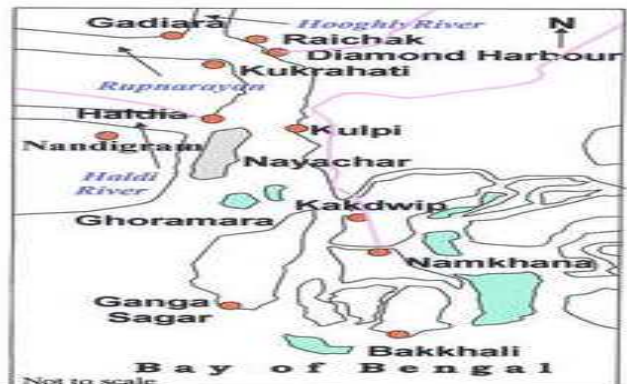 Gadiara
Hooghly River
N
Raichak
Diamond Harbour
Kukrahati
Rupnarayan
Haldia
Kulpi
Nandigram
Nayachar
Haldi
River
Ghoramara
Kakdwip
Namkhana
Ganga
Sagar
Bakkhali
Bay of Bengal
Not to scale